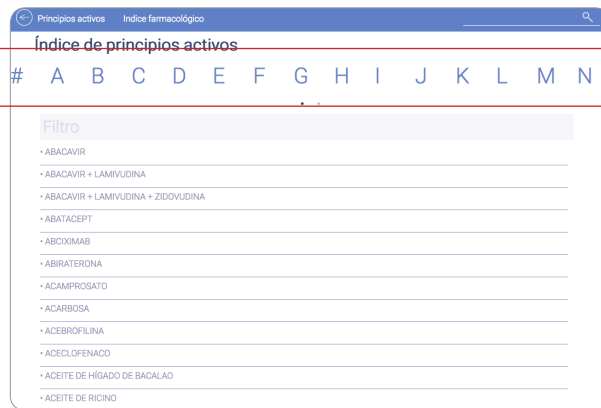 Principios activos Indice farmacológico
Índice de principios activos
# A B C D E F G H I J K L M N
Filtro
• ABACAVIR
• ABACAVIR + LAMIVUDINA
• ABACAVIR + LAMIVUDINA + ZIDOVUDINA
• ABATACEPT
• ABCIXIMAB
• ABIRATERONA
• ACAMPROSATO
• ACARBOSA
• ACEBROFILINA
• ACECLOFENACO
• ACEITE DE HÍGADO DE BACALAO
• ACEITE DE RICINO